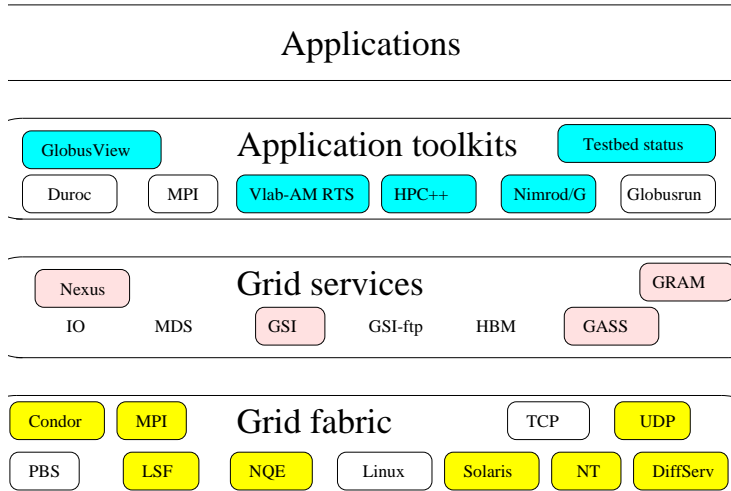 Applications
Application toolkits
GlobusView
Testbed status
Duroc MPI Vlab-AM RTS HPC++ Nimrod/G Globusrun
Grid services
Nexus
GRAM
IO MDS GSI GSI-ftp HBM GASS
Grid fabric
Condor MPI TCP UDP
PBS LSF NQE Linux Solaris NT DiffServ